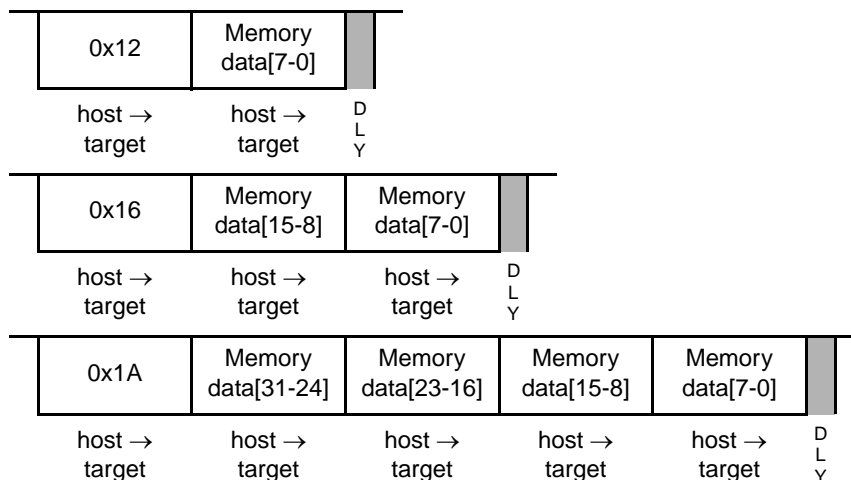 0x12 Memory data[7-0]
host → target host → target D L Y
0x16 Memory data[15-8] Memory data[7-0]
host → target host → target host → target D L Y
0x1A Memory data[31-24] Memory data[23-16] Memory data[15-8] Memory data[7-0]
host → target host → target host → target host → target host → target D L Y